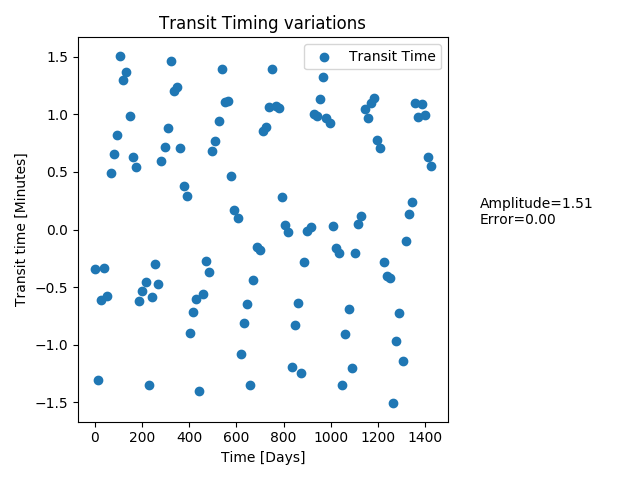 Transit Timing variations
Transit Time
Transit time [Minutes]
1.5
1.0
0.5
0.0
−0.5
−1.0
−1.5
0 200 400 600 800 1000 1200 1400
Time [Days]
Amplitude=1.51
Error=0.00